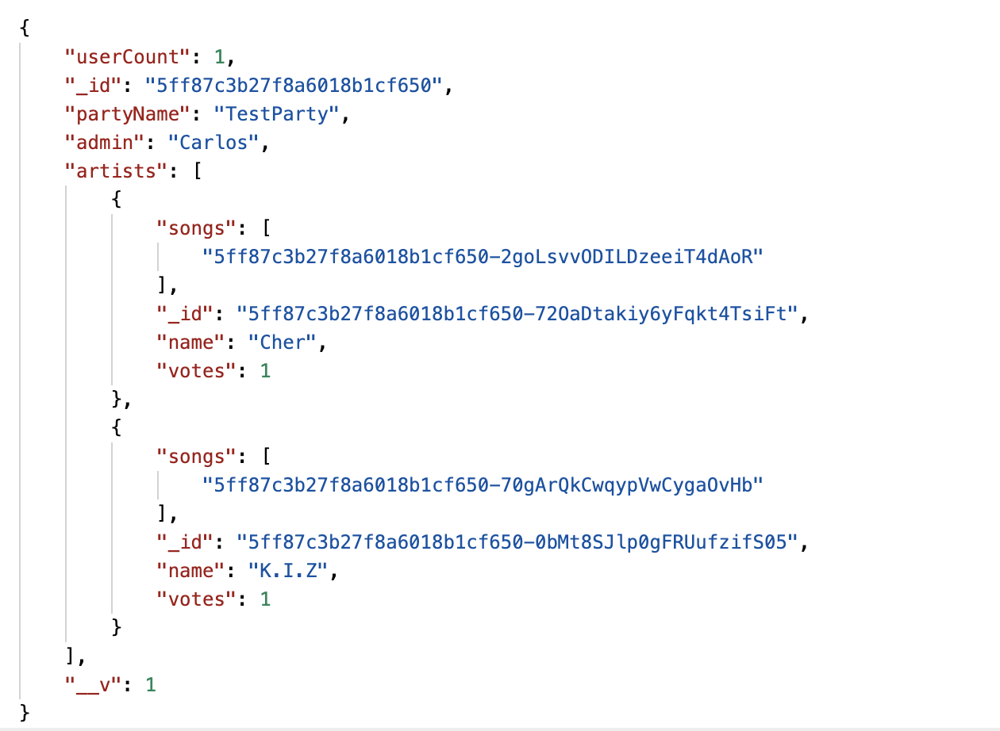 {
"userCount": 1,
"_id": "5ff87c3b27f8a6018b1cf650",
"partyName": "TestParty",
"admin": "Carlos",
"artists": [
{
"songs": [
"5ff87c3b27f8a6018b1cf650-2goLsvvODILDzeeiT4dAoR"
],
"_id": "5ff87c3b27f8a6018b1cf650-72OaDtakiy6yFqkt4TsiFt",
"name": "Cher",
"votes": 1
},
{
"songs": [
"5ff87c3b27f8a6018b1cf650-70gArQkCwqypVwCygaOvHb"
],
"_id": "5ff87c3b27f8a6018b1cf650-0bMt8SJlp0gFRUufzifS05",
"name": "K.I.Z",
"votes": 1
}
],
"__v": 1
}